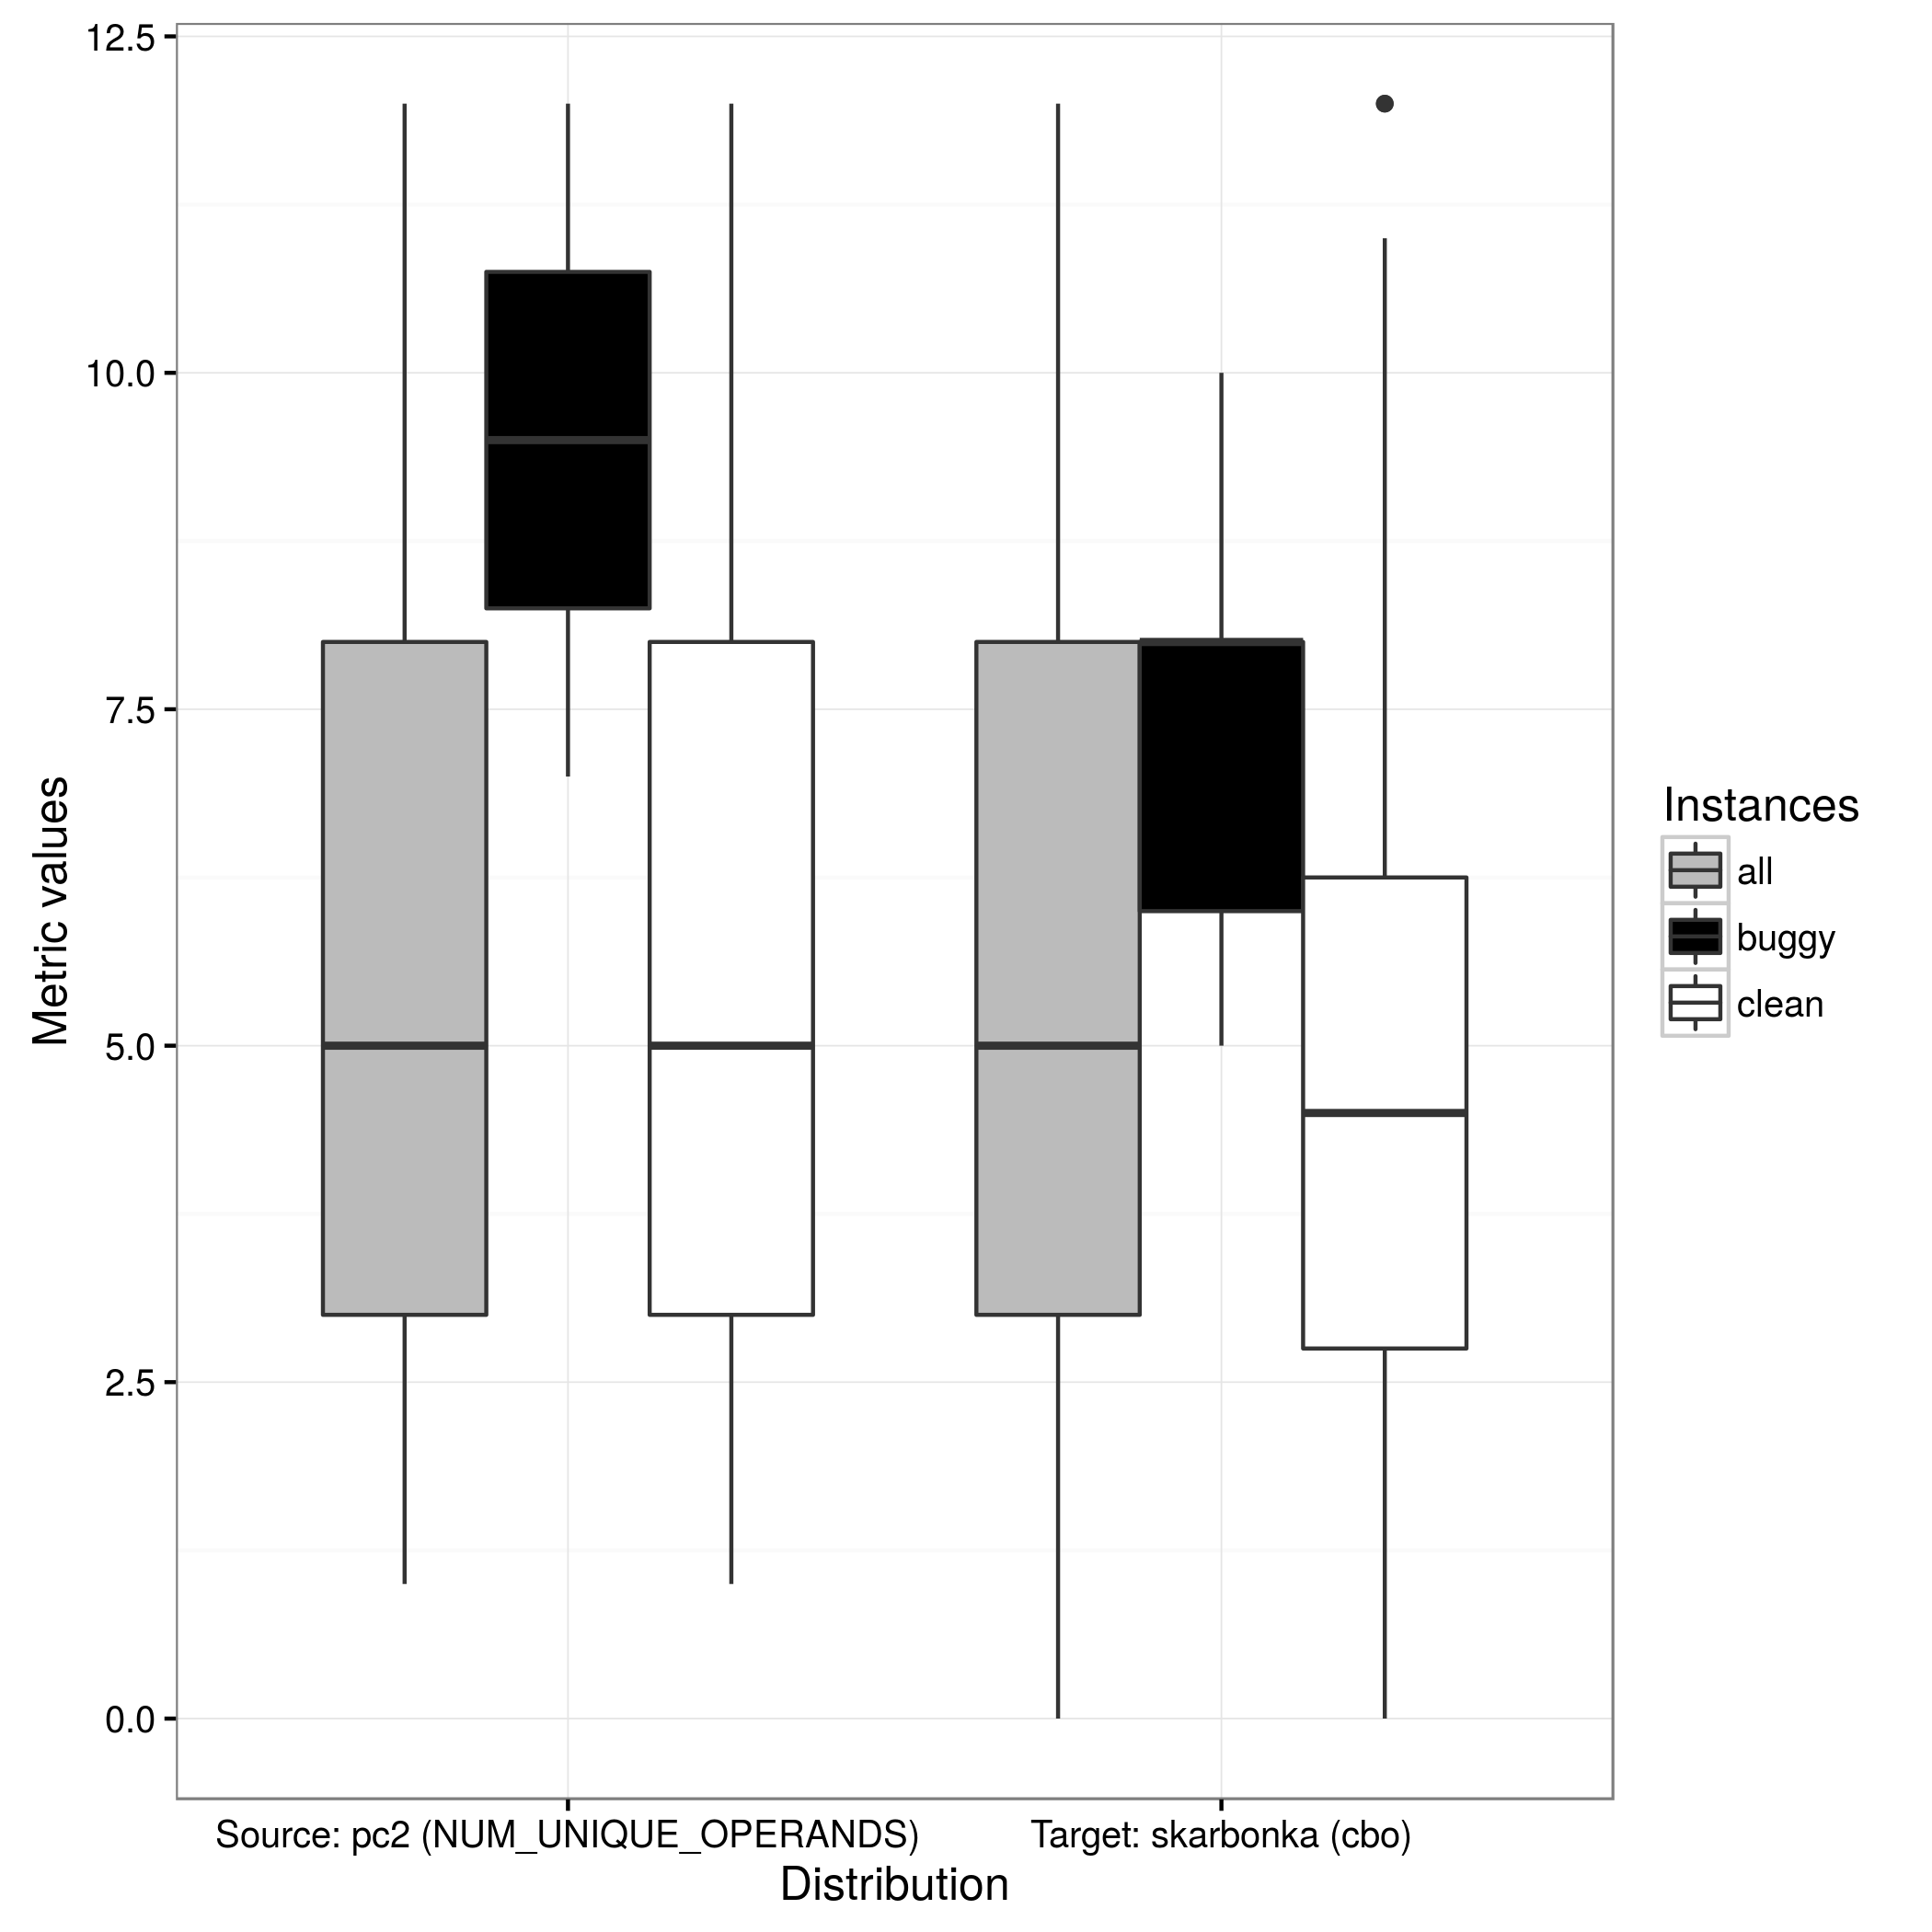 12.5
10.0
7.5
5.0
2.5
0.0
Metric values
Source: pc2 (NUM_UNIQUE_OPERANDS)
Target: skarbonka (cbo)
Distribution
Instances
all
buggy
clean